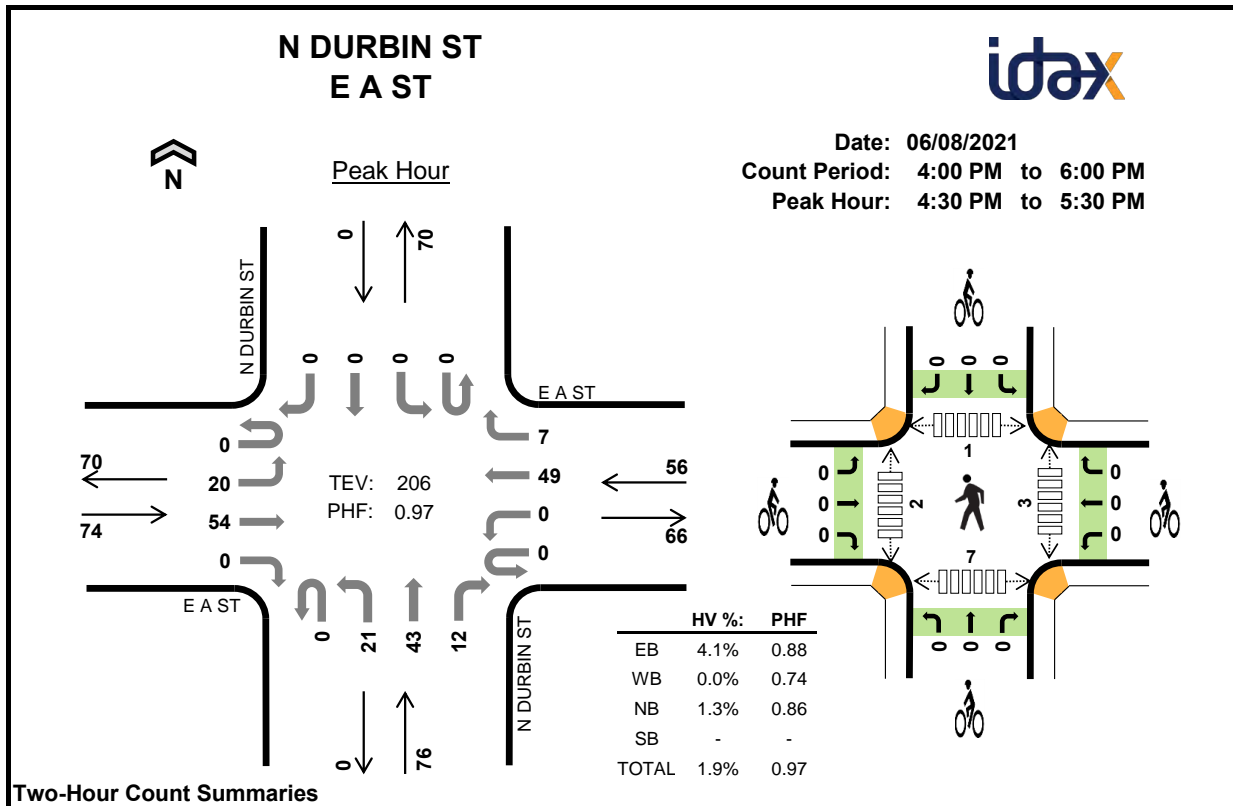 N DURBIN ST
E A ST
idax
N
Peak Hour
Date: 06/08/2021
Count Period: 4:00 PM to 6:00 PM
Peak Hour: 4:30 PM to 5:30 PM
0
70
N DURBIN ST
0 0 0 0
E A ST
0
20
54
0
70
74
TEV: 206
PHF: 0.97
7
49
0
0
56
66
E A ST
0 21 43 12
N DURBIN ST
0
76
HV %: PHF
EB 4.1% 0.88
WB 0.0% 0.74
NB 1.3% 0.86
SB - -
TOTAL 1.9% 0.97
0 0 0
1
0
0
0
2
3
0
0
0
7
0 0 0
Two-Hour Count Summaries